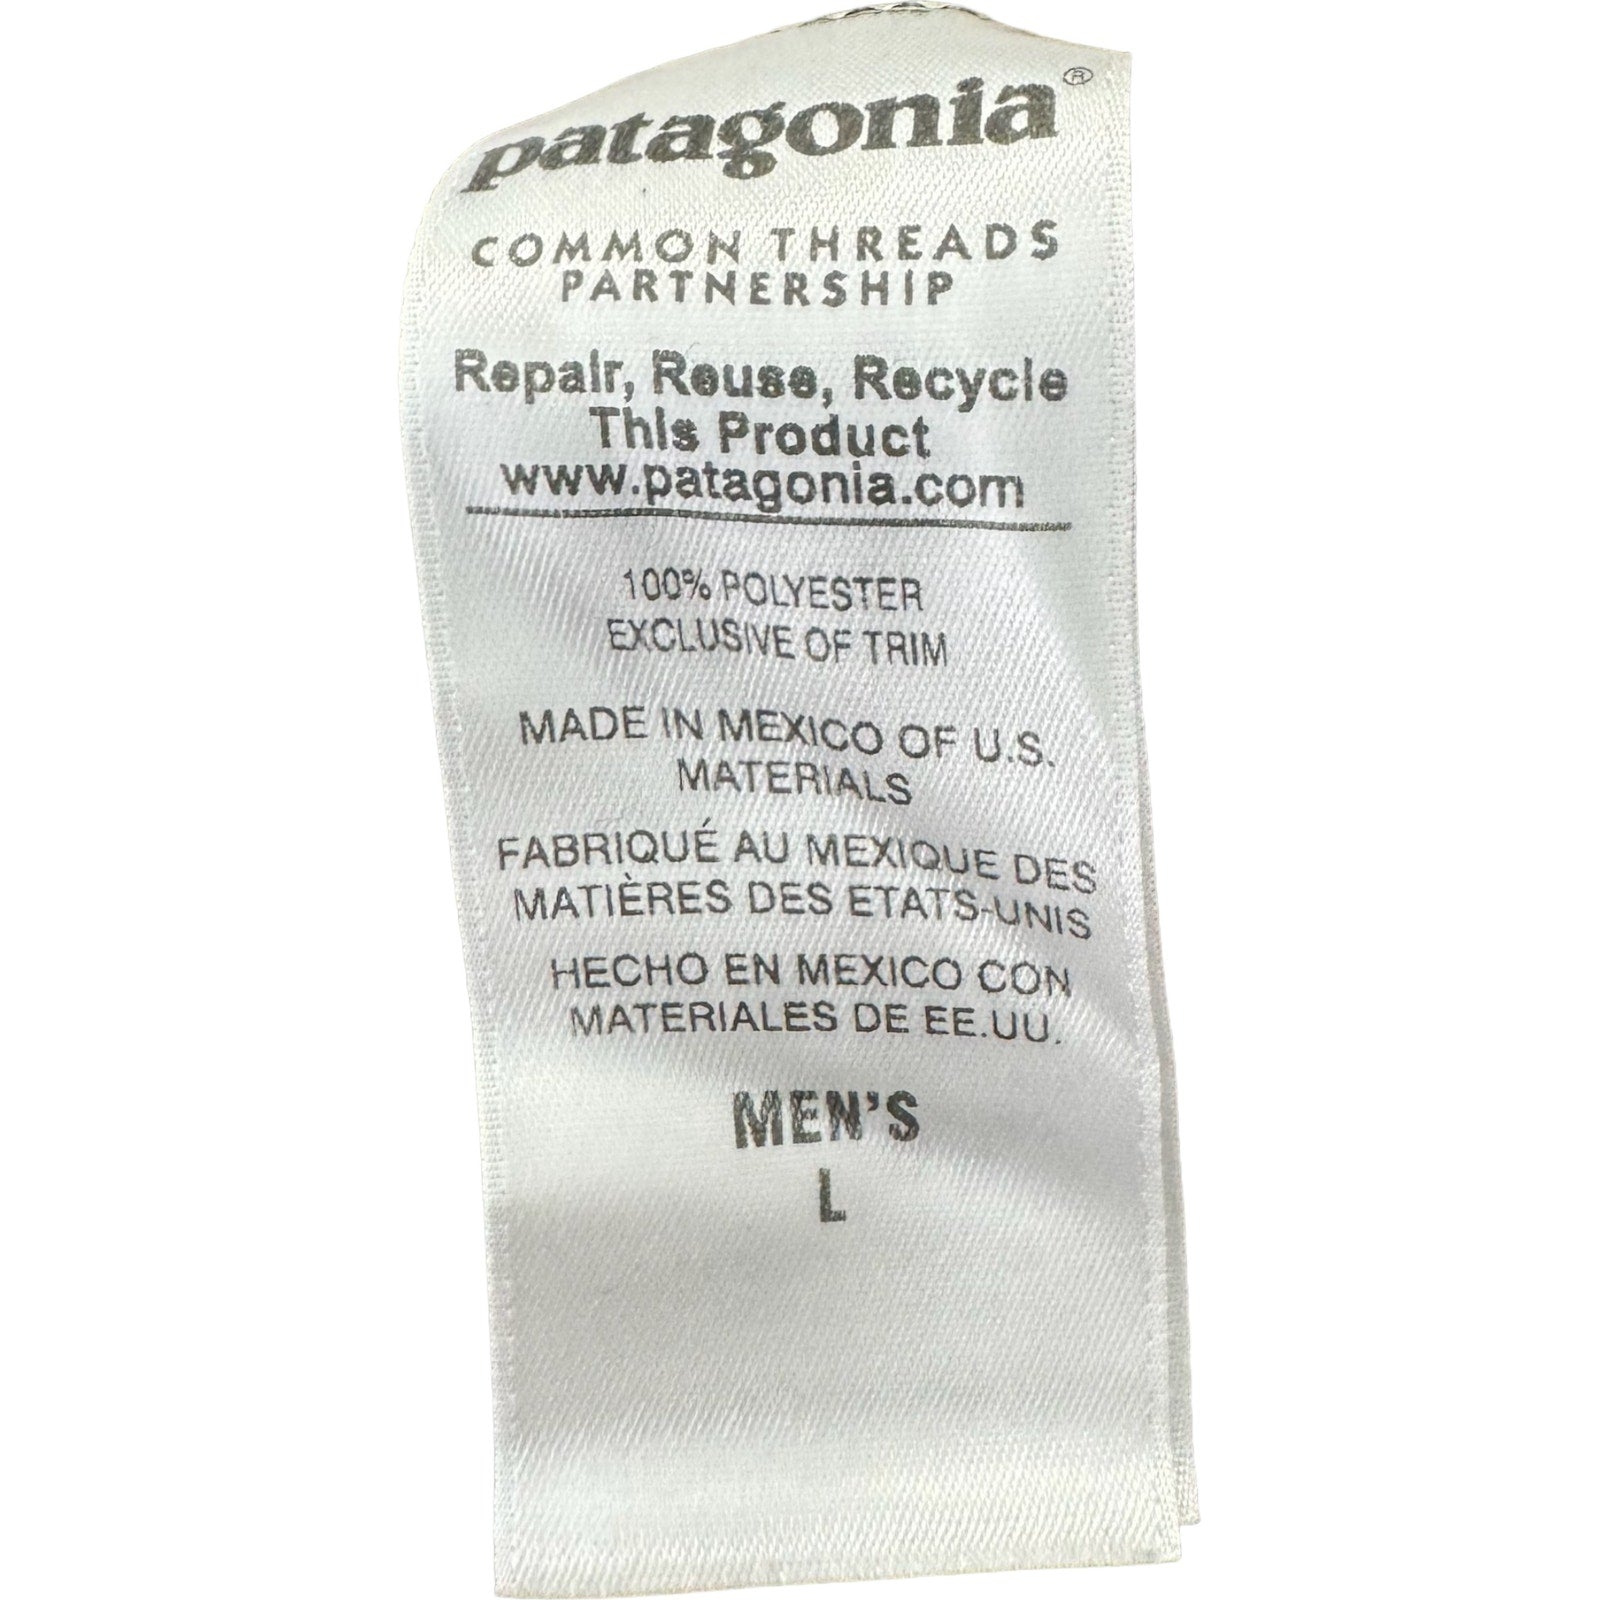 patagonia®
COMMON THREADS
PARTNERSHIP
Repair, Reuse, Recycle
This Product
www.patagonia.com
100% POLYESTER
EXCLUSIVE OF TRIM
MADE IN MEXICO OF U.S.
MATERIALS
FABRIQUÉ AU MEXIQUE DES
MATIÈRES DES ETATS-UNIS
HECHO EN MEXICO CON
MATERIALES DE EE.UU.
MEN'S
L